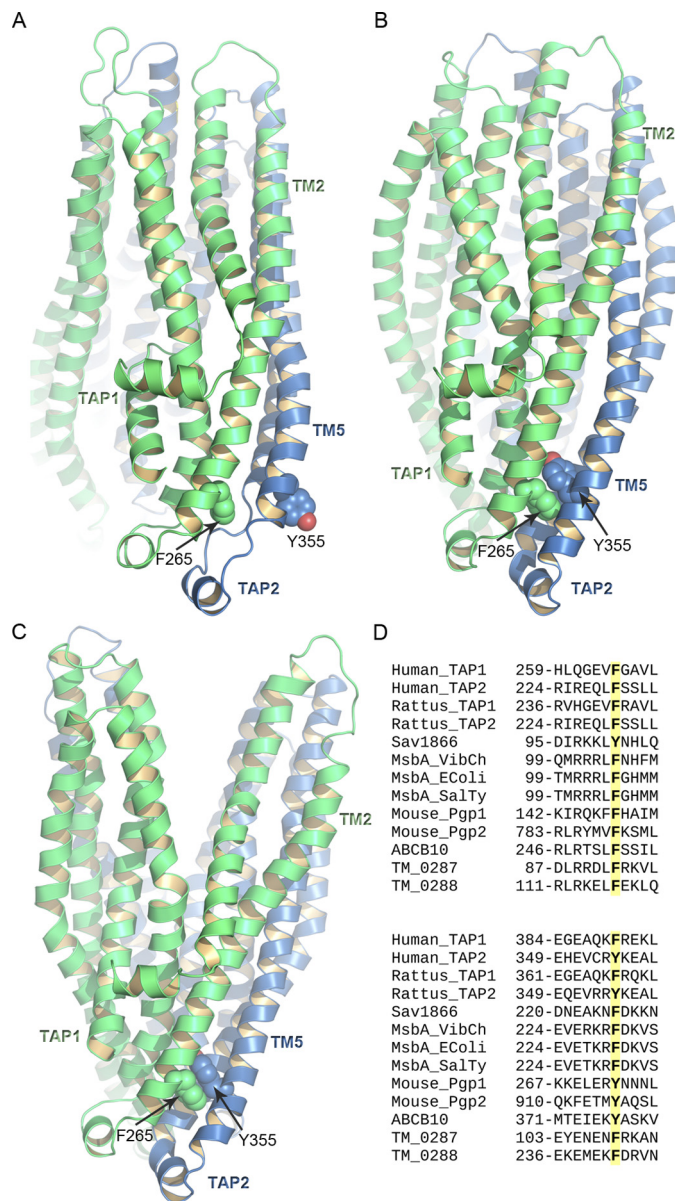 A
TM2
TAP1
TM5
F265
Y355
TAP2
B
TM2
TAP1
TM5
F265
Y355
TAP2
C
TM2
TAP1
TM5
F265
Y355
TAP2
D
Human_TAP1 259-HLQGEVFGAVL
Human_TAP2 224-RIREQLFSSLL
Rattus_TAP1 236-RVHGEVFRAVL
Rattus_TAP2 224-RIREQLFSSLL
Sav1866 95-DIRKKLYNHLQ
MsbA_VibCh 99-QMRRRLFNHFM
MsbA_EColi 99-TMRRRLFGHMM
MsbA_SalTy 99-TMRRRLFGHMM
Mouse_Pgp1 142-KIRQKFFHAIM
Mouse_Pgp2 783-RLRYMVFKSML
ABCB10 246-RLRTSLFSSIL
TM_0287 87-DLRRDLFRKVL
TM_0288 111-RLRKELFEKLQ
Human_TAP1 384-EGEAQKFREKL
Human_TAP2 349-EHEVCRYKEAL
Rattus_TAP1 361-EGEAQKFRQKL
Rattus_TAP2 349-EQEVRRYKEAL
Sav1866 220-DNEAKNFDKKN
MsbA_VibCh 224-EVERKRFDKVS
MsbA_EColi 224-EVETKRFDKVS
MsbA_SalTy 224-EVETKRFDKVS
Mouse_Pgp1 267-KKELERYNNNL
Mouse_Pgp2 910-QKFETMYAQSL
ABCB10 371-MTEIEKYASKV
TM_0287 103-EYENENFRKAN
TM_0288 236-EKEMEKFDRVN